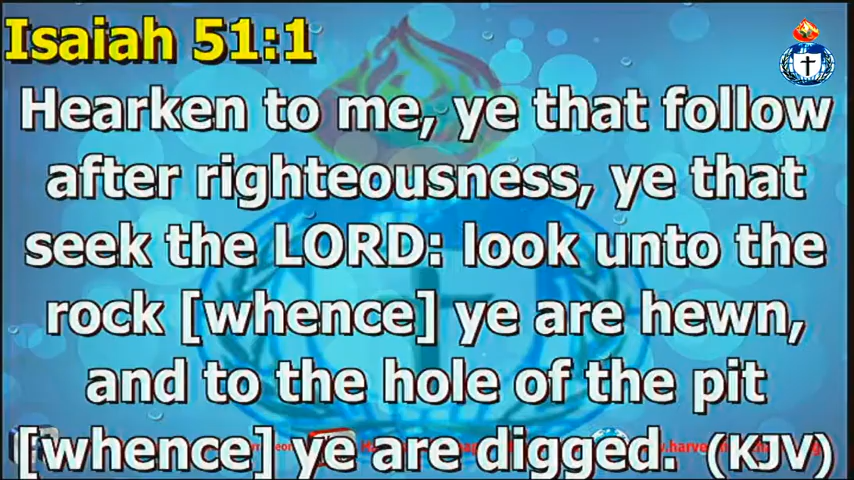 Isaiah 51:1
Hearken to me, ye that follow
after righteousness, ye that
seek the LORD: look unto the
rock [whence] ye are hewn,
and to the hole of the pit
[whence] ye are digged. (KJV)